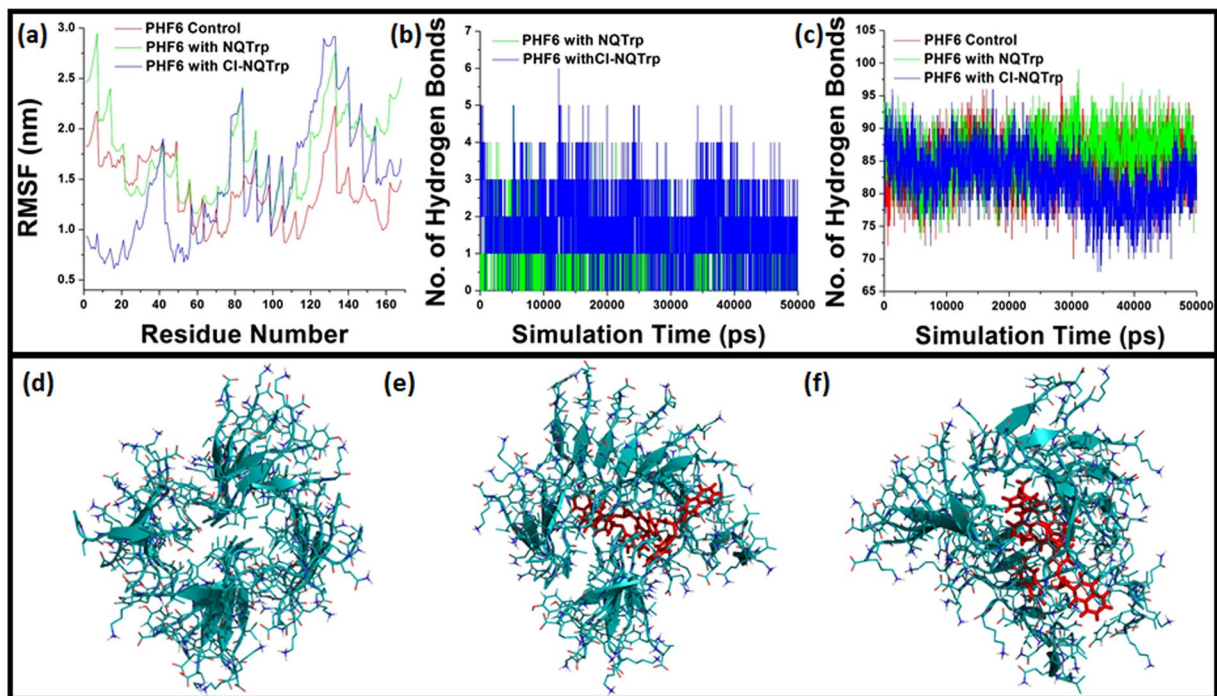 (a)
RMSF (nm)
3.0
2.5
2.0
1.5
1.0
0.5
PHF6 Control
PHF6 with NQTrp
PHF6 with Cl-NQTrp
0 20 40 60 80 100 120 140 160
Residue Number
(b)
No. of Hydrogen Bonds
7
6
5
4
3
2
1
0
PHF6 with NQTrp
PHF6 withCl-NQTrp
0 10000 20000 30000 40000 50000
Simulation Time (ps)
(c)
No. of Hydrogen Bonds
105
100
95
90
85
80
75
70
65
PHF6 Control
PHF6 with NQTrp
PHF6 with Cl-NQTrp
0 10000 20000 30000 40000 50000
Simulation Time (ps)
(d)
(e)
(f)